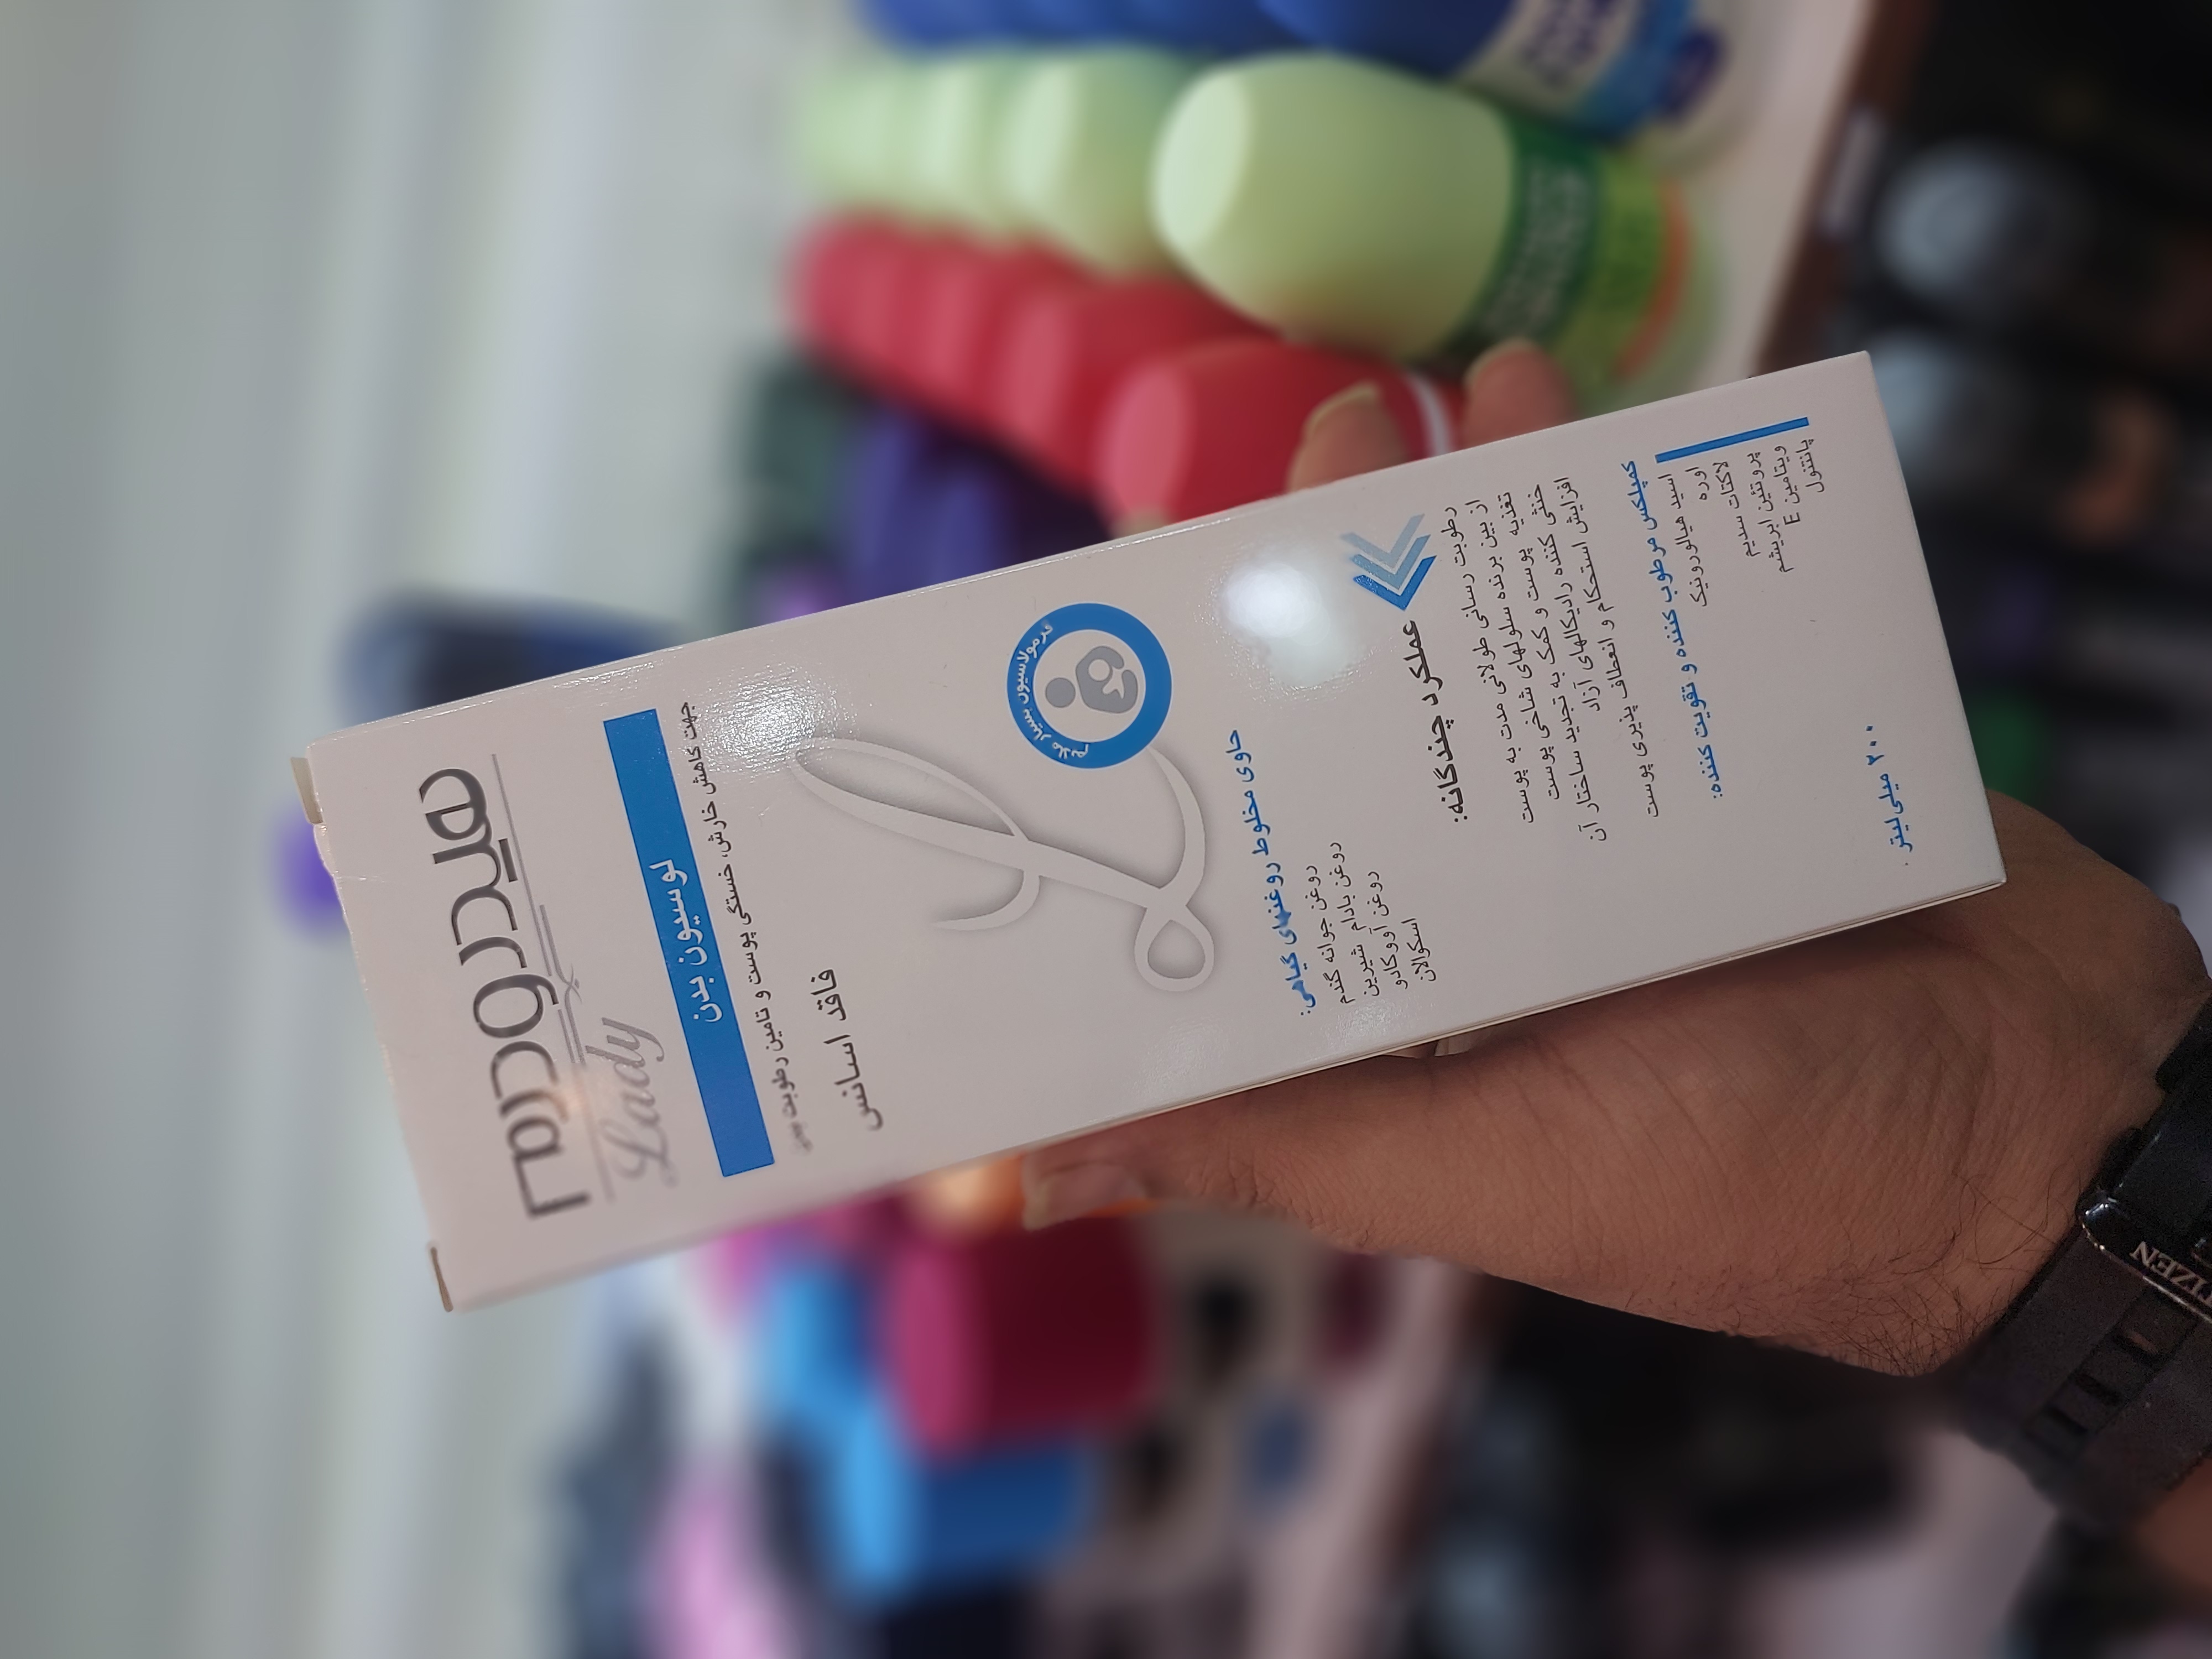 هیدرودرم
Lady
لوسیون بدن
جهت کاهش خارش، خستگی پوست و تامین رطوبت بدن
فاقد اسانس
فرمولاسیون بسیار ملایم
حاوی مخلوط روغنهای گیاهی:
روغن جوانه گندم
روغن بادام شیرین
روغن آووکادو
اسکوالان
عملکرد چندگانه:
رطوبت رسانی طولانی مدت به پوست
از بین برنده سلولهای شاخی پوست
تغذیه پوست و کمک به تجدید ساختار آن
خنثی کننده رادیکالهای آزاد
افزایش استحکام و انعطاف پذیری پوست
کمپلکس مرطوب کننده و تقویت کننده:
اسید هیالورونیک
اوره
لاکتات سدیم
پروتئین ابریشم
ویتامین E
پانتنول
۲۰۰ میلی لیتر